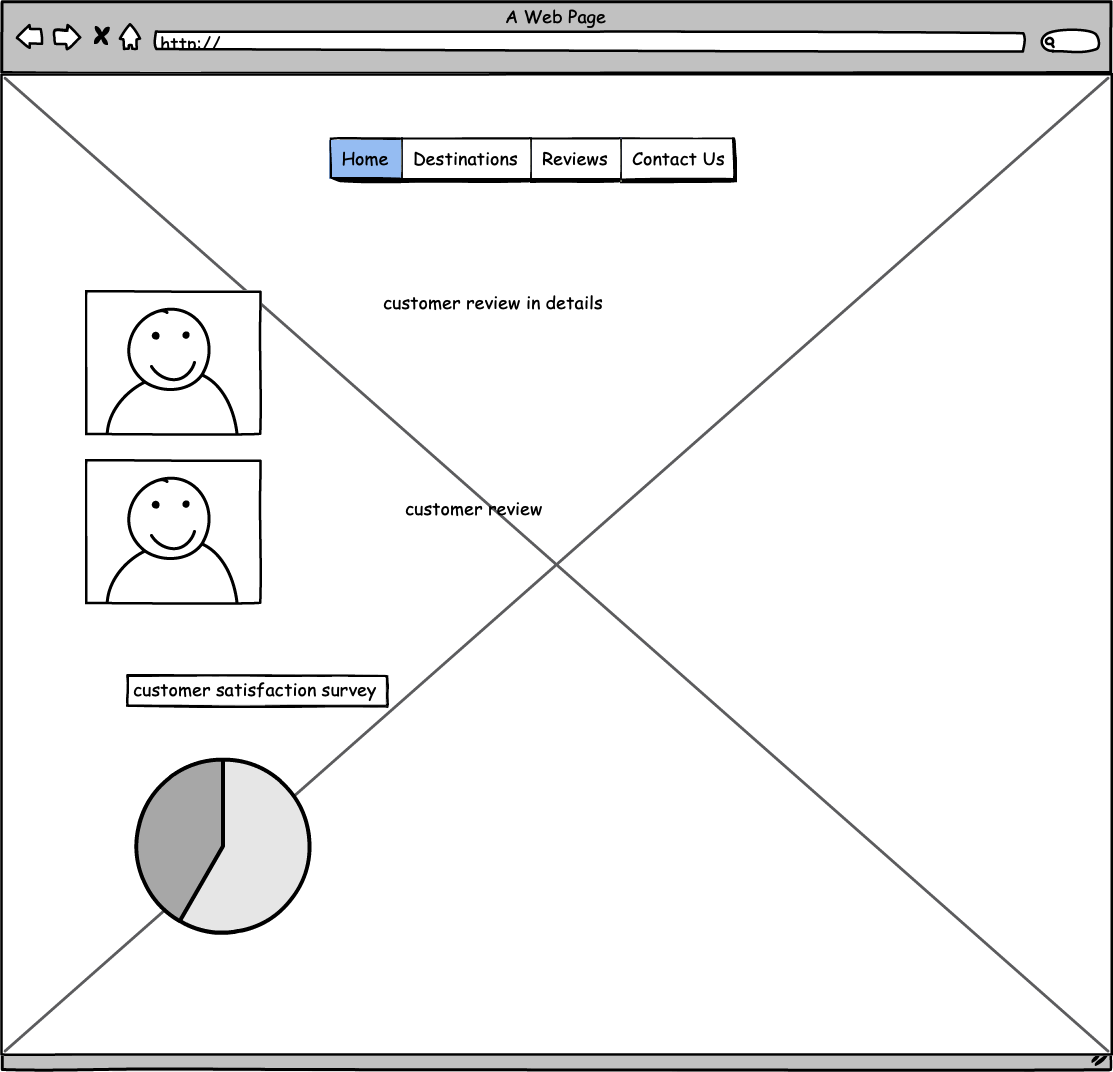 A Web Page
http://
Home Destinations Reviews Contact Us
customer review in details
customer review
customer satisfaction survey